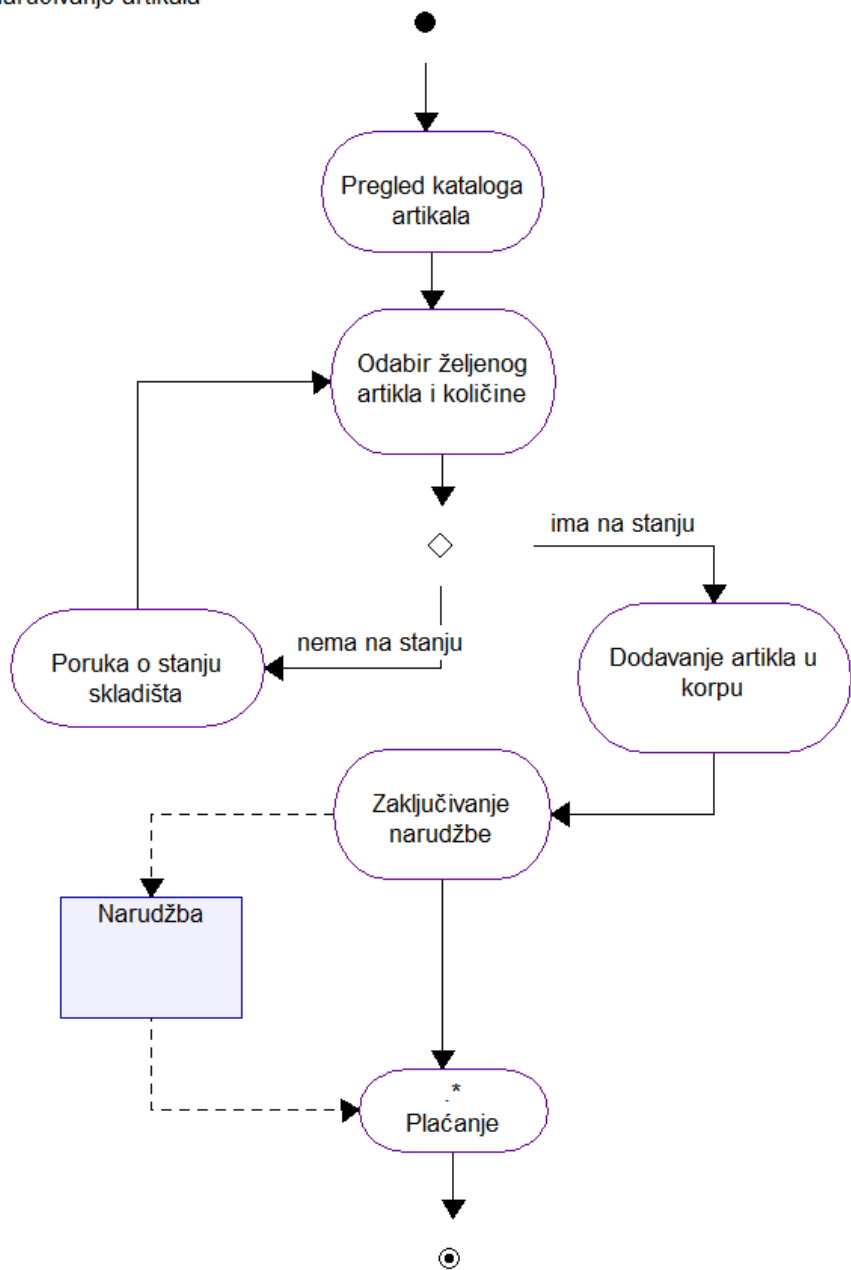 artikala
Pregled kataloga
artikala
Odabir željenog
artikla i količine
ima na stanju
nema na stanju
Poruka o stanju
skladišta
Dodavanje artikla u
korpu
Zaključivanje
narudžbe
Narudžba
.*
Plaćanje